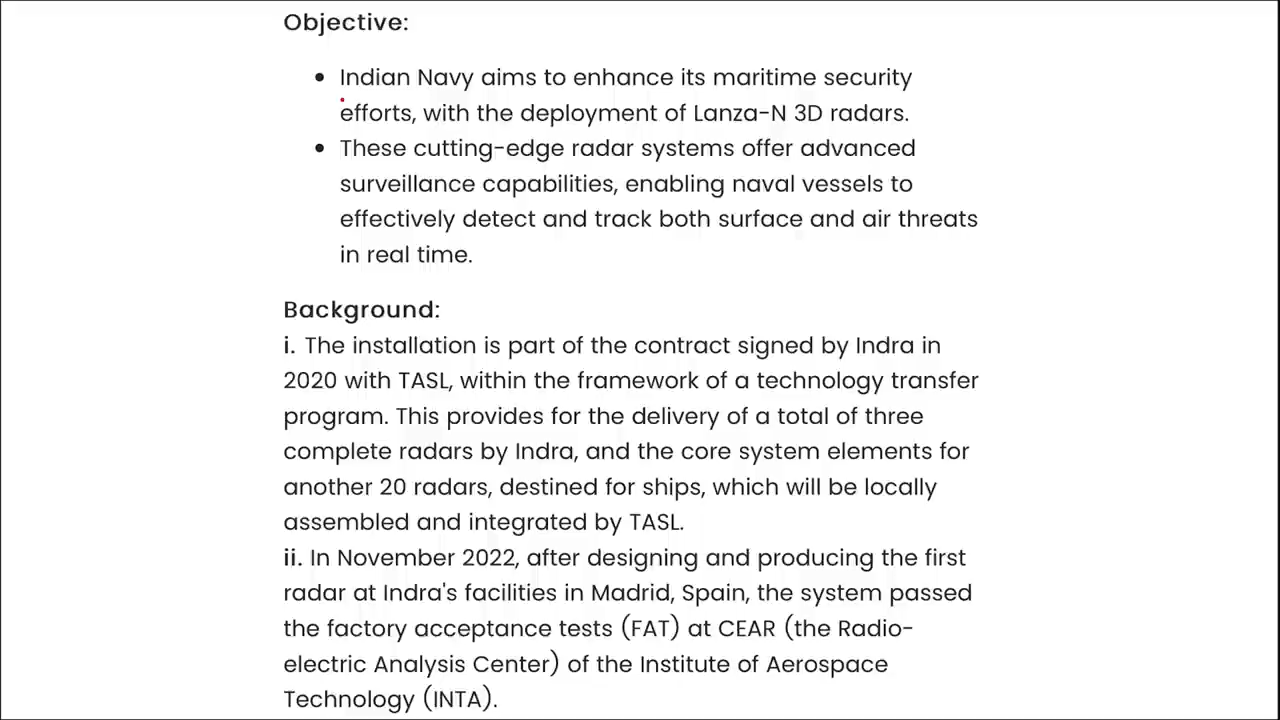 Objective:
• Indian Navy aims to enhance its maritime security
efforts, with the deployment of Lanza-N 3D radars.
• These cutting-edge radar systems offer advanced
surveillance capabilities, enabling naval vessels to
effectively detect and track both surface and air threats
in real time.
Background:
i. The installation is part of the contract signed by Indra in
2020 with TASL, within the framework of a technology transfer
program. This provides for the delivery of a total of three
complete radars by Indra, and the core system elements for
another 20 radars, destined for ships, which will be locally
assembled and integrated by TASL.
ii. In November 2022, after designing and producing the first
radar at Indra's facilities in Madrid, Spain, the system passed
the factory acceptance tests (FAT) at CEAR (the Radio-
electric Analysis Center) of the Institute of Aerospace
Technology (INTA).